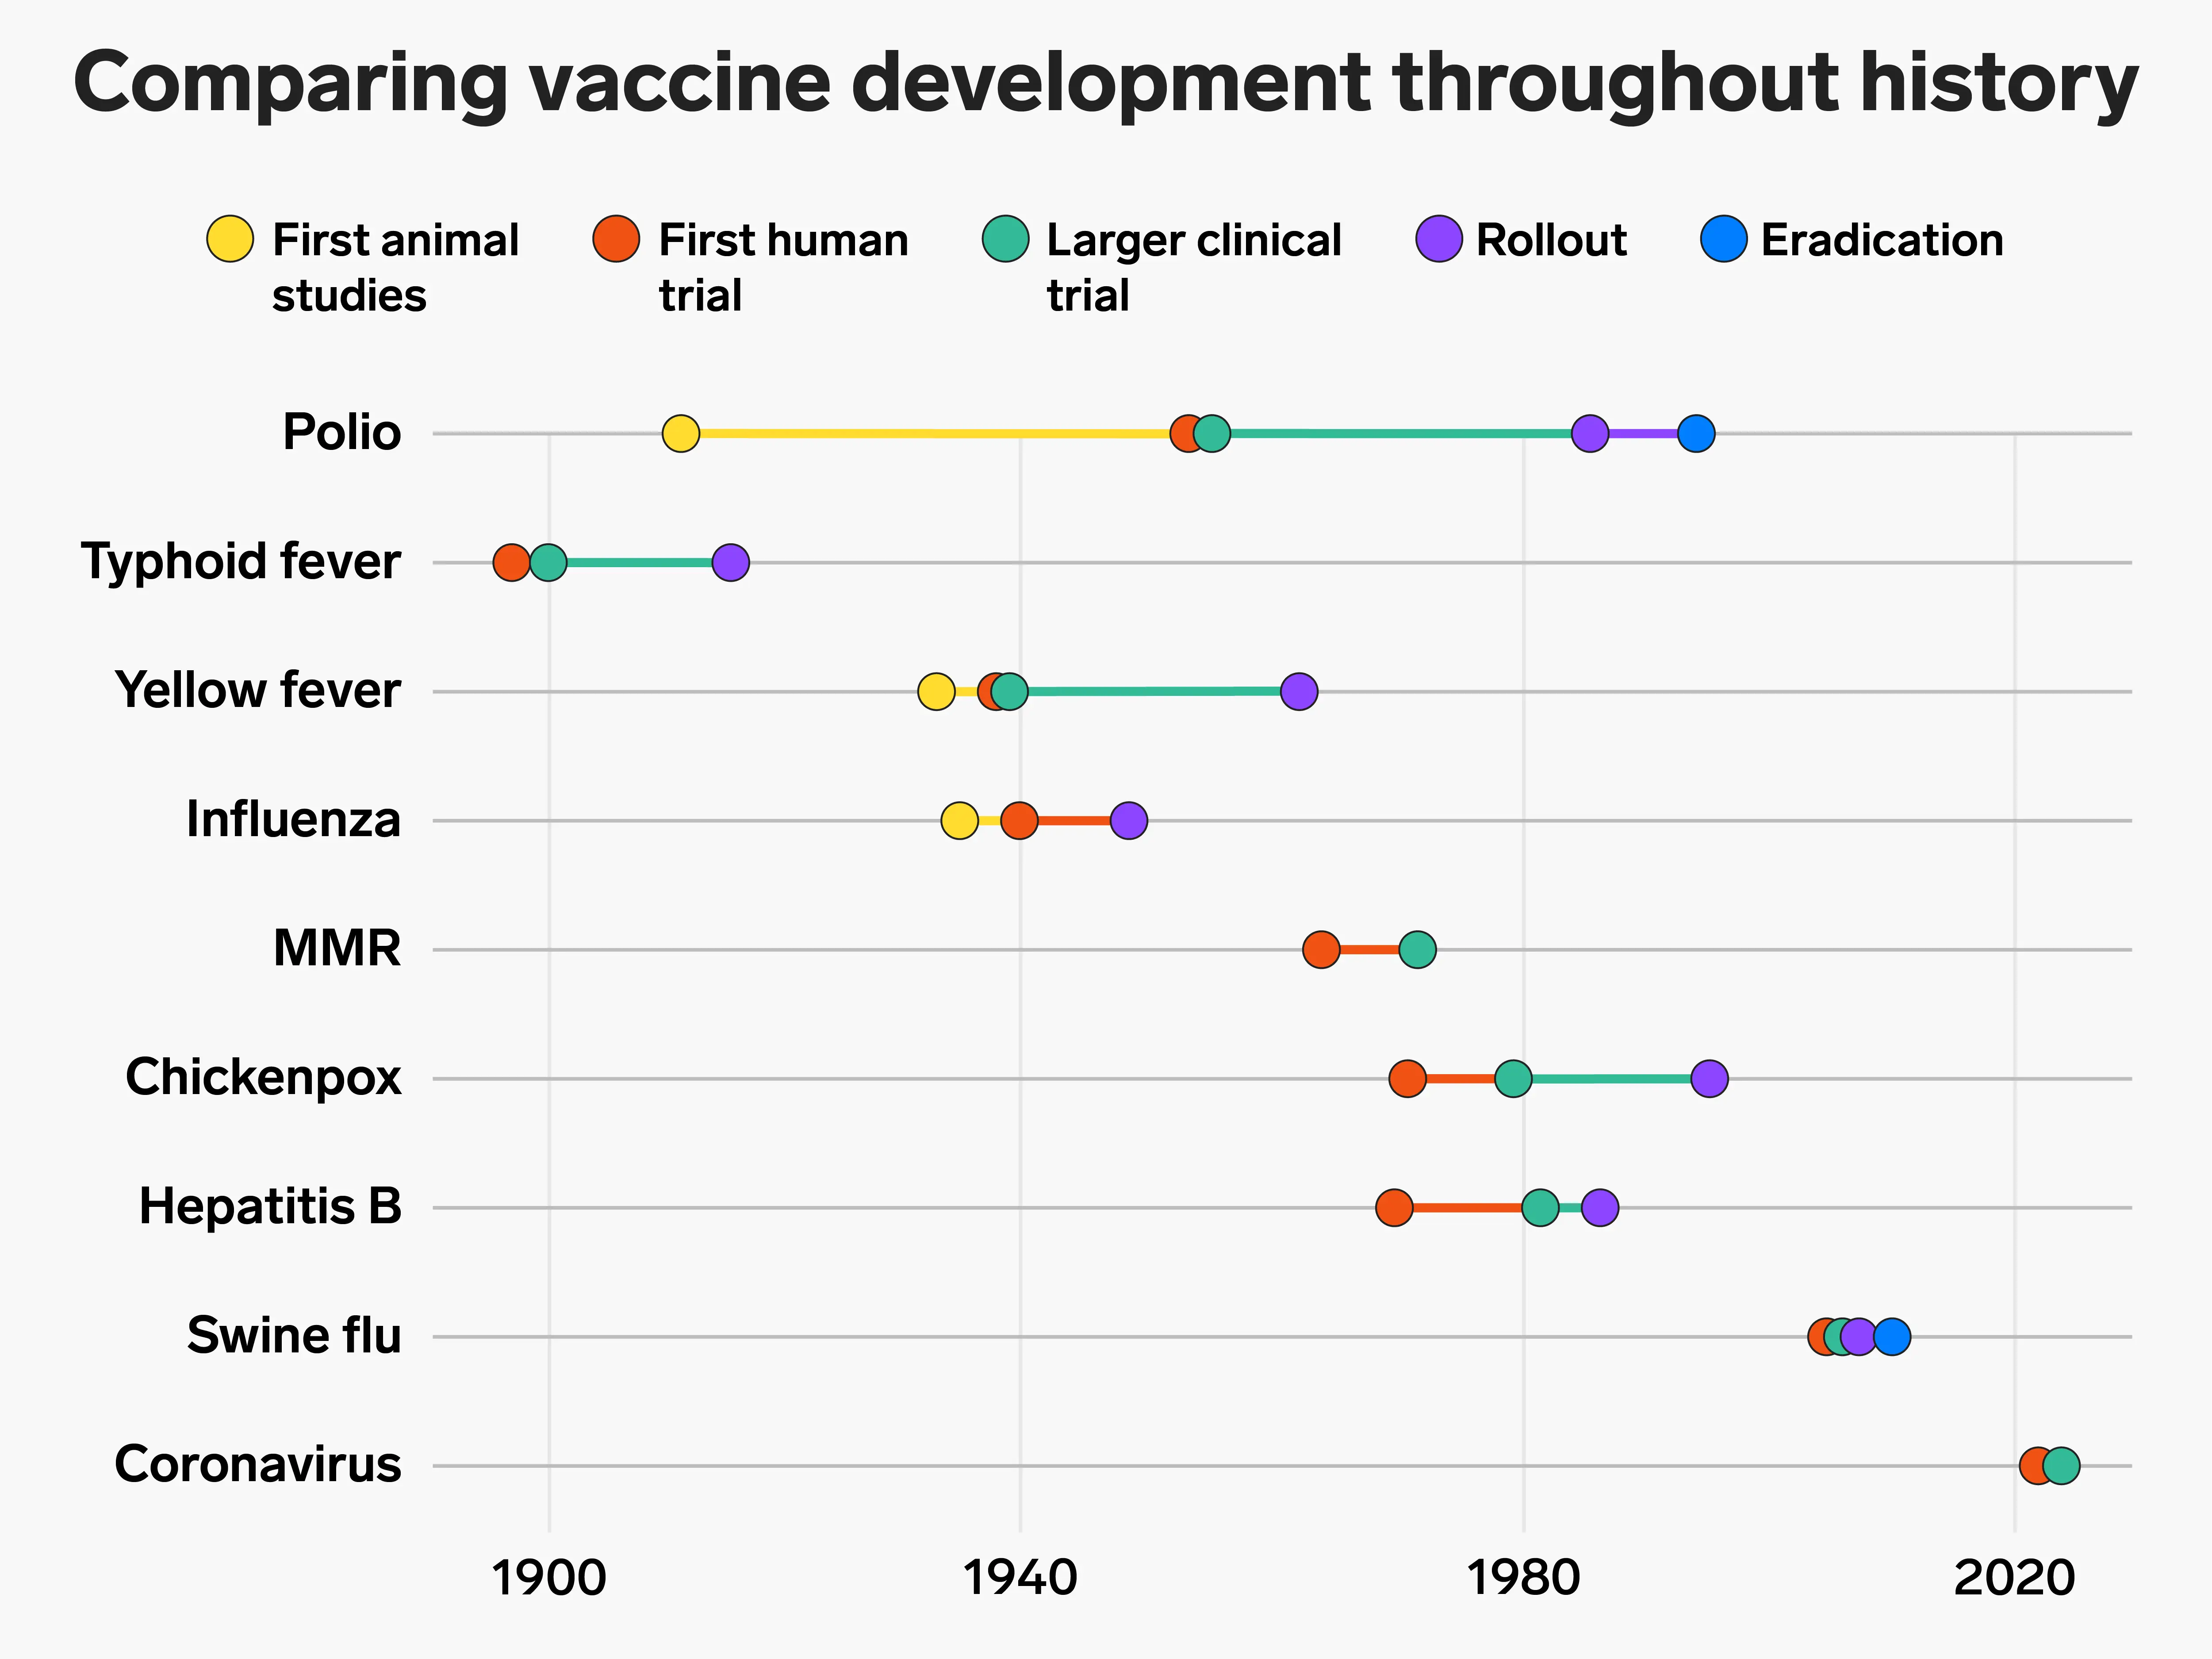 Comparing vaccine development throughout history
First animal
studies
First human
trial
Larger clinical
trial
Rollout
Eradication
Polio
Typhoid fever
Yellow fever
Influenza
MMR
Chickenpox
Hepatitis B
Swine flu
Coronavirus
1900 1940 1980 2020